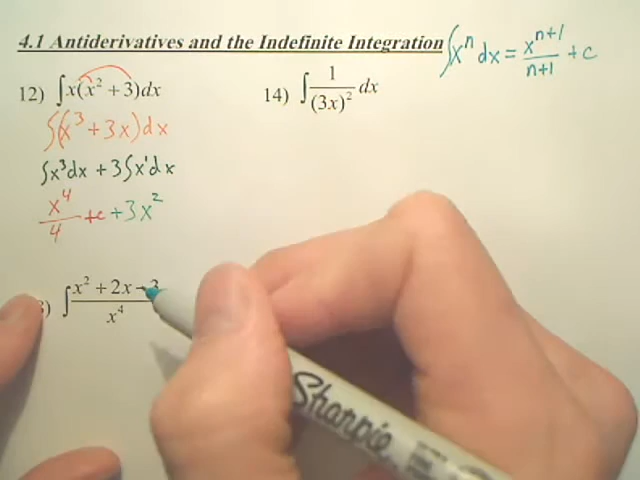 4.1 Antiderivatives and the Indefinite Integration
∫xⁿ dx = xⁿ⁺¹/(n+1) + c
12) ∫x(x² + 3)dx
∫(x³ + 3x)dx
∫x³dx + 3∫x¹dx
x⁴/4 + c + 3x²
14) ∫1/(3x)² dx
) ∫(x² + 2x − 3)/x⁴
Sharpie